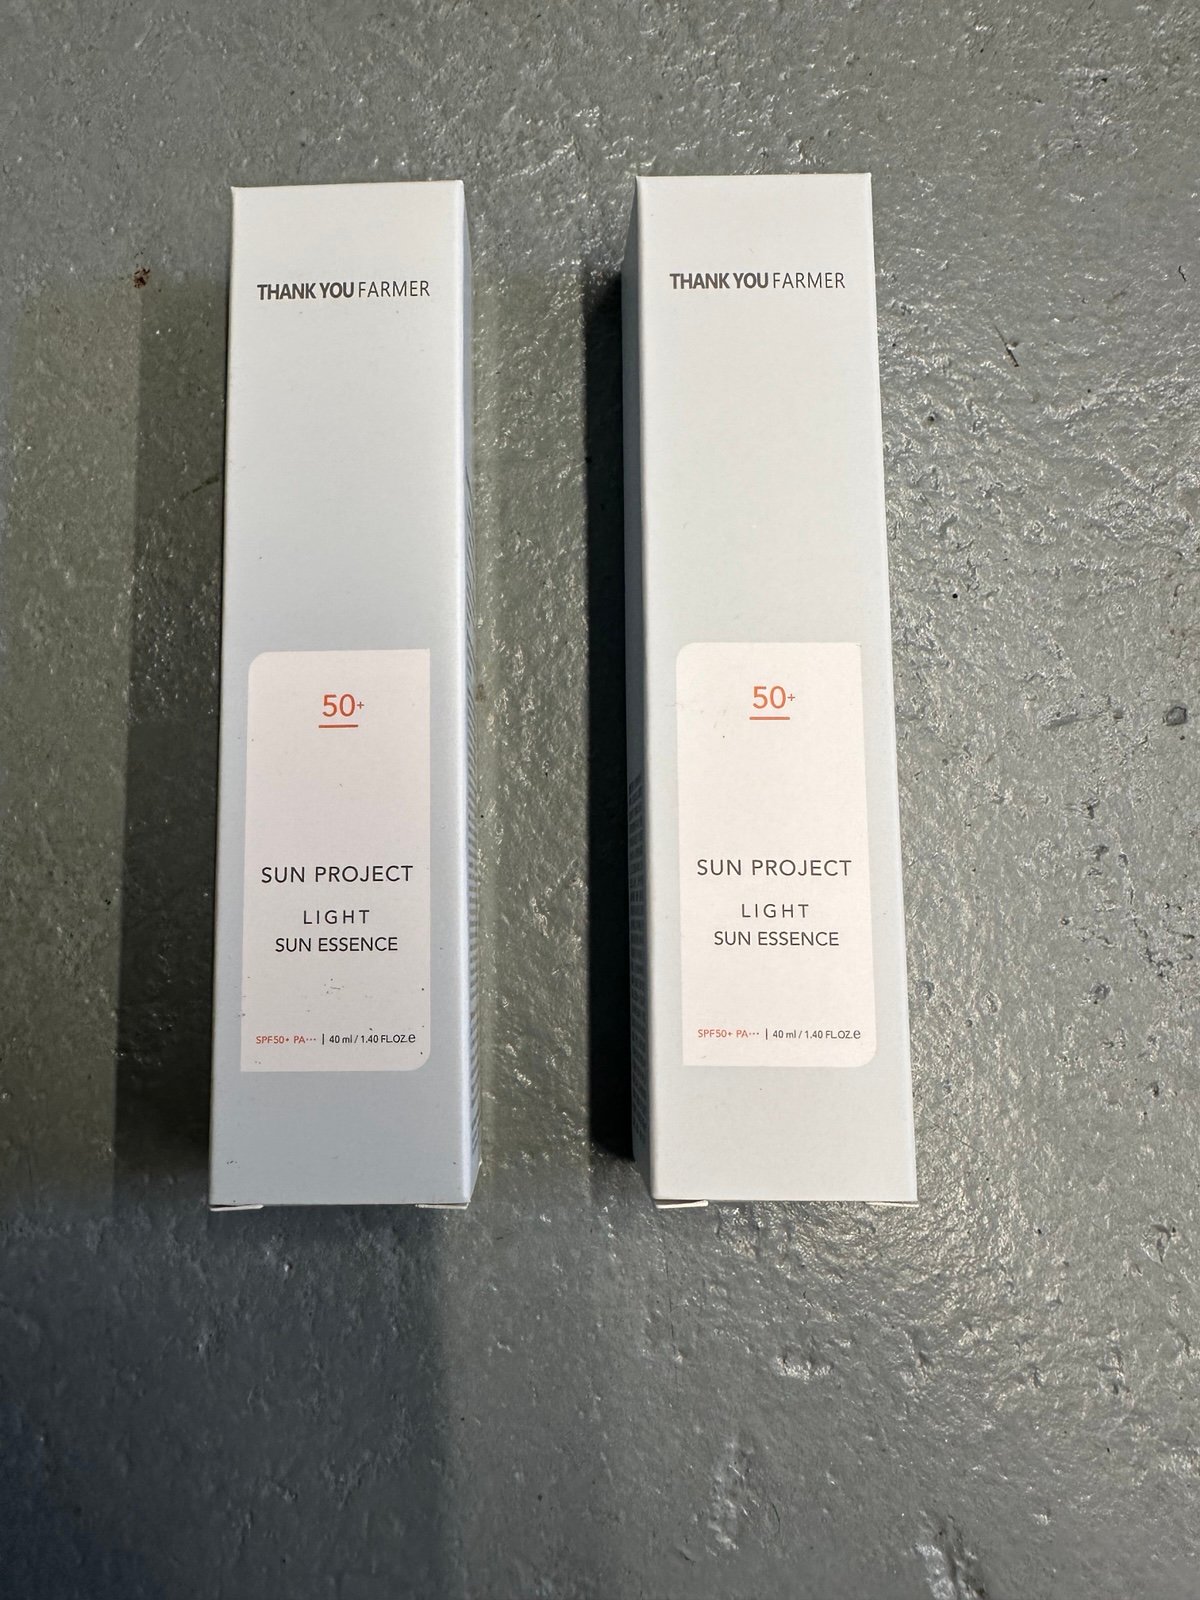 THANK YOU FARMER
50+
SUN PROJECT
LIGHT
SUN ESSENCE
SPF50+ PA+++ | 40 ml / 1.40 FL.OZ.e
THANK YOU FARMER
50+
SUN PROJECT
LIGHT
SUN ESSENCE
SPF50+ PA+++ | 40 ml / 1.40 FL.OZ.e